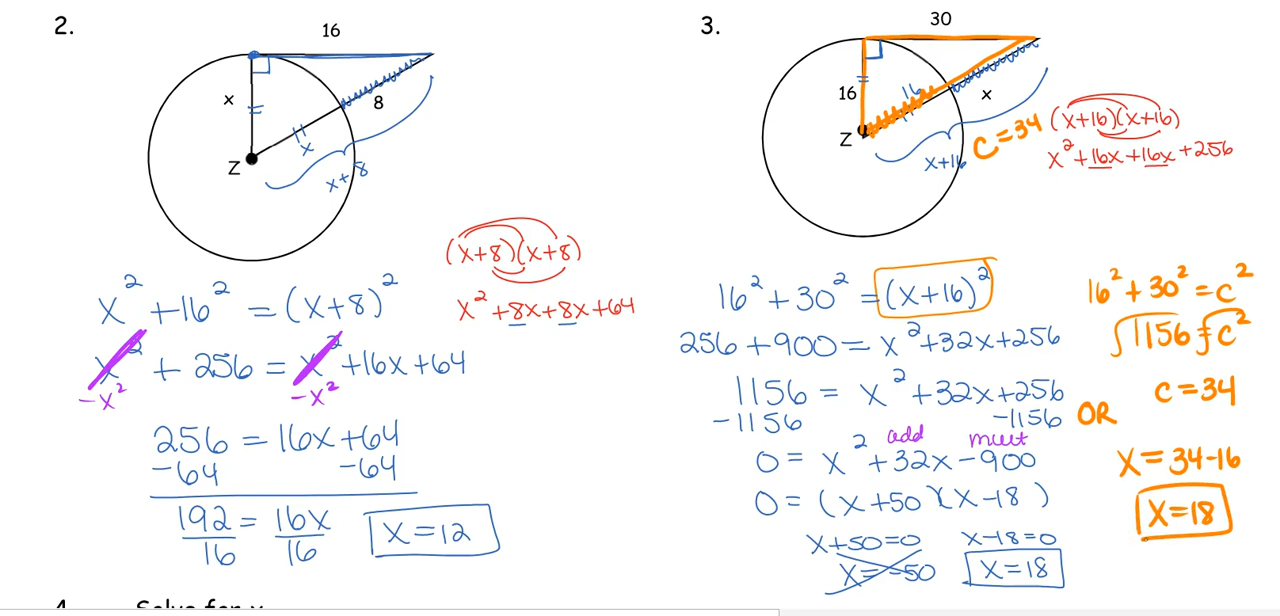 2.
16
x
8
x
Z
x+8
(x+8)(x+8)
x² +8x+8x+64
x² +16² = (x+8)²
x² + 256 = x² +16x+64
-x² -x²
256 = 16x+64
-64 -64
192 = 16x
16 16
x=12
3.
30
16
16
x
Z
x+16
C=34
(x+16)(x+16)
x²+16x+16x+256
16²+30² = (x+16)²
256+900 = x²+32x+256
1156 = x²+32x+256
-1156 -1156
add mult
0 = x²+32x-900
0 = (x+50)(x-18)
x+50=0 x-18=0
x=-50 x=18
OR
16²+30²=c²
√1156=√c²
c=34
x=34-16
x=18
4. Solve for x